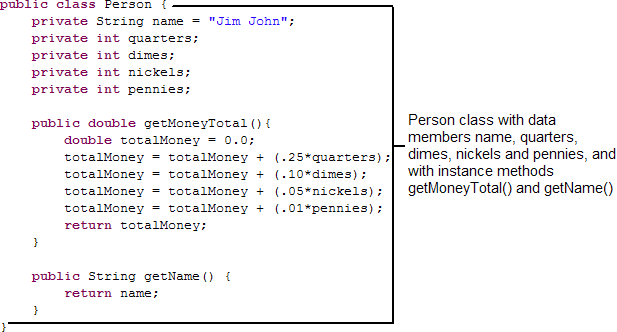 public class Person {
    private String name = "Jim John";
    private int quarters;
    private int dimes;
    private int nickels;
    private int pennies;

    public double getMoneyTotal(){
        double totalMoney = 0.0;
        totalMoney = totalMoney + (.25*quarters);
        totalMoney = totalMoney + (.10*dimes);
        totalMoney = totalMoney + (.05*nickels);
        totalMoney = totalMoney + (.01*pennies);
        return totalMoney;
    }

    public String getName() {
        return name;
    }
}
Person class with data
members name, quarters,
dimes, nickels and pennies, and
with instance methods
getMoneyTotal() and getName()